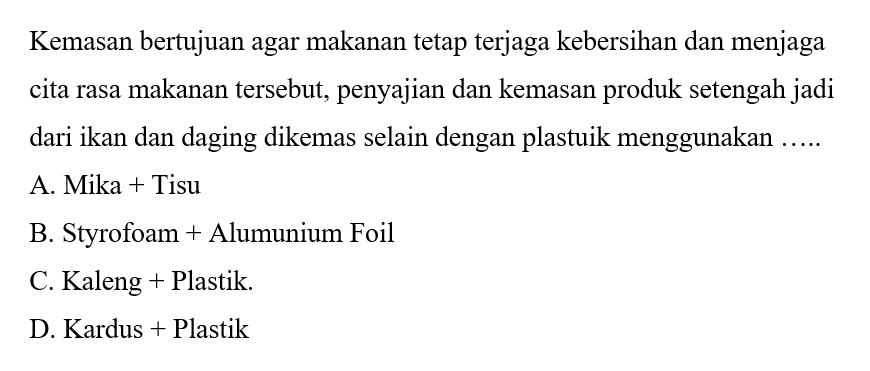 Kemasan bertujuan agar makanan tetap terjaga kebersihan dan menjaga
cita rasa makanan tersebut, penyajian dan kemasan produk setengah jadi
dari ikan dan daging dikemas selain dengan plastuik menggunakan …..
A. Mika + Tisu
B. Styrofoam + Alumunium Foil
C. Kaleng + Plastik.
D. Kardus + Plastik